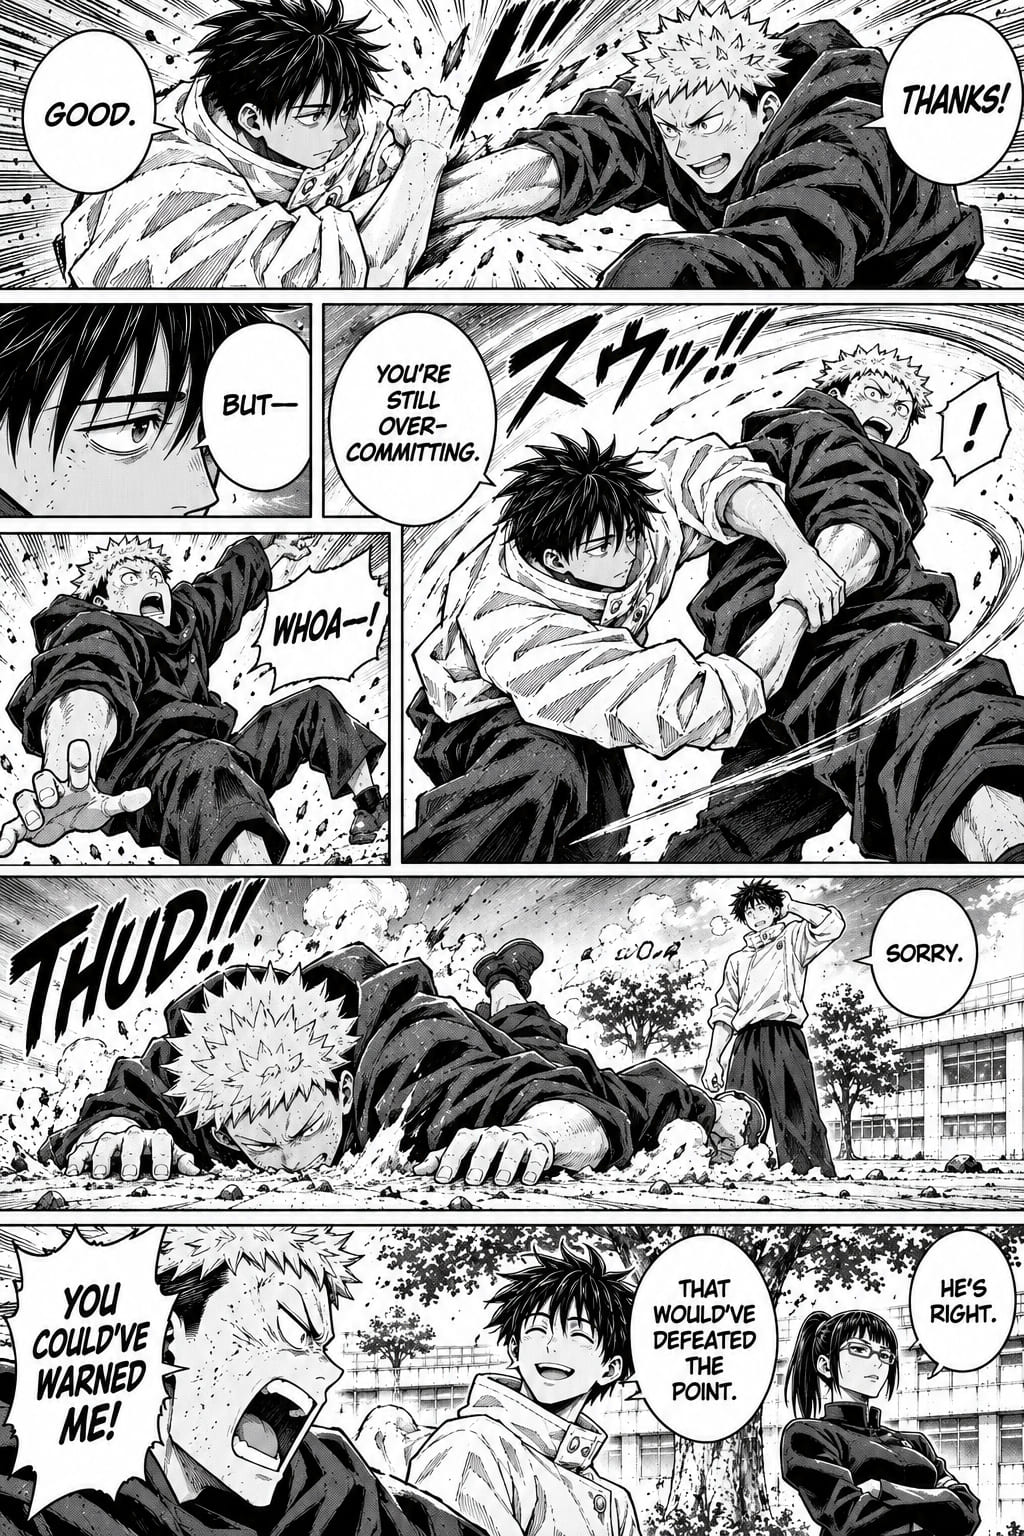 GOOD.
ド
THANKS!
BUT—
YOU'RE
STILL
OVER-
COMMITTING.
スウッ!!
!
WHOA—!
THUD!!
SORRY.
YOU
COULD'VE
WARNED
ME!
THAT
WOULD'VE
DEFEATED
THE
POINT.
HE'S
RIGHT.